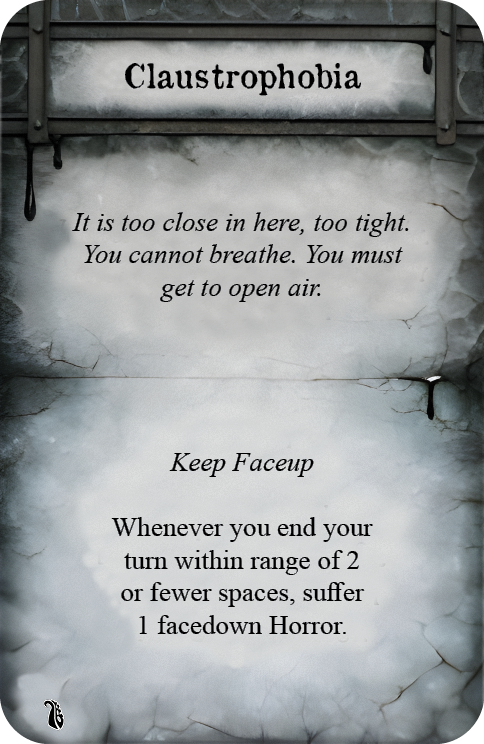 Claustrophobia
It is too close in here, too tight.
You cannot breathe. You must
get to open air.
Keep Faceup
Whenever you end your
turn within range of 2
or fewer spaces, suffer
1 facedown Horror.